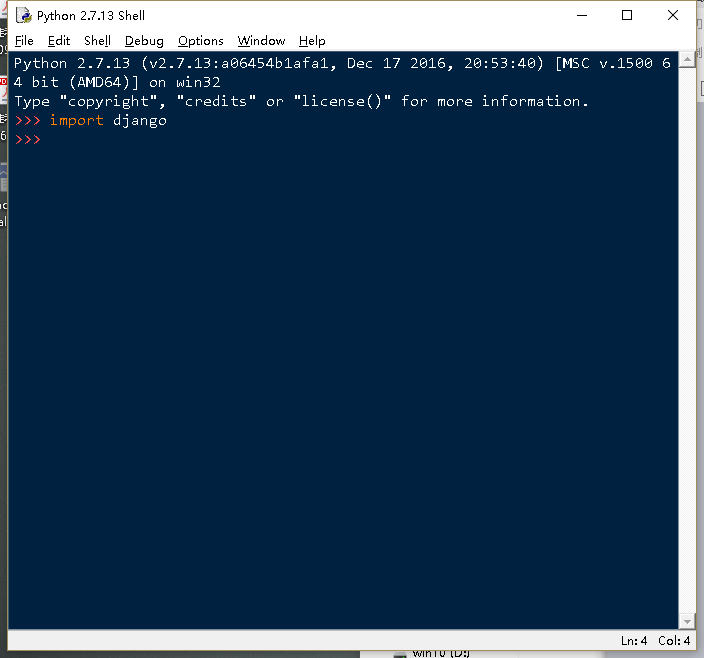 Python 2.7.13 Shell
File Edit Shell Debug Options Window Help
Python 2.7.13 (v2.7.13:a06454b1afa1, Dec 17 2016, 20:53:40) [MSC v.1500 6
4 bit (AMD64)] on win32
Type "copyright", "credits" or "license()" for more information.
>>> import django
>>>
Ln: 4 Col: 4
win10 (D:)